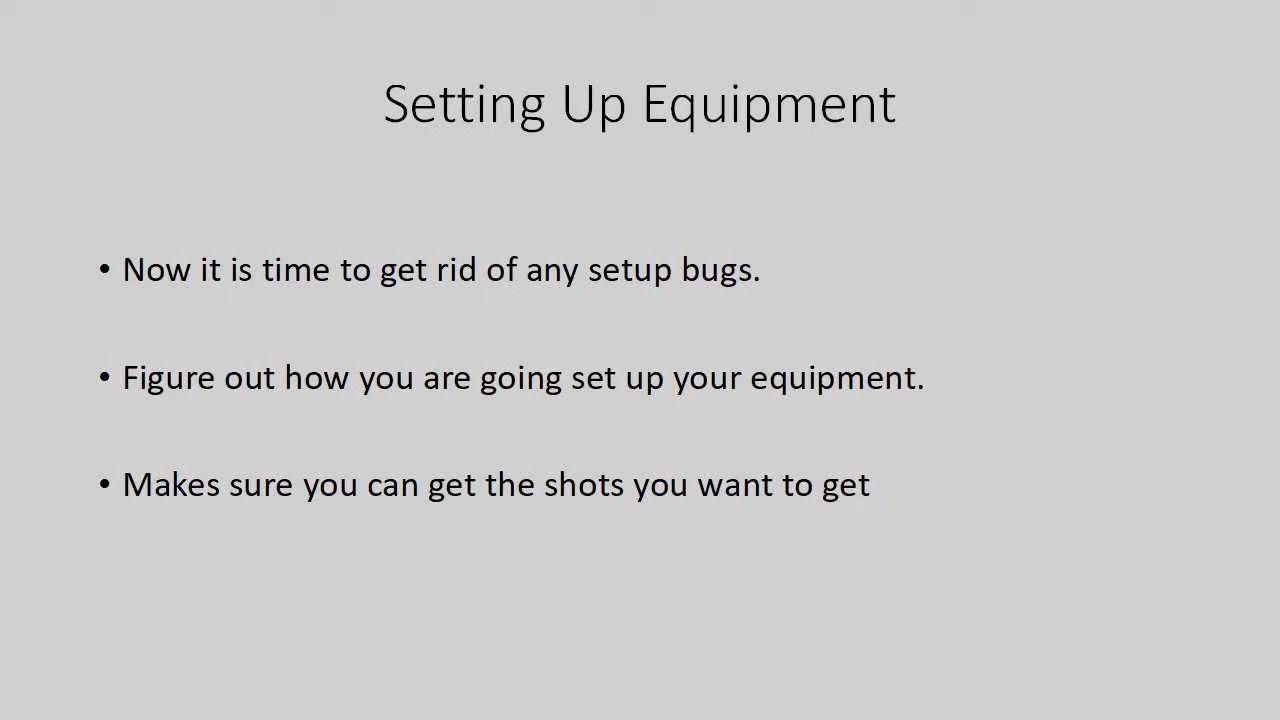 Setting Up Equipment
• Now it is time to get rid of any setup bugs.
• Figure out how you are going set up your equipment.
• Makes sure you can get the shots you want to get